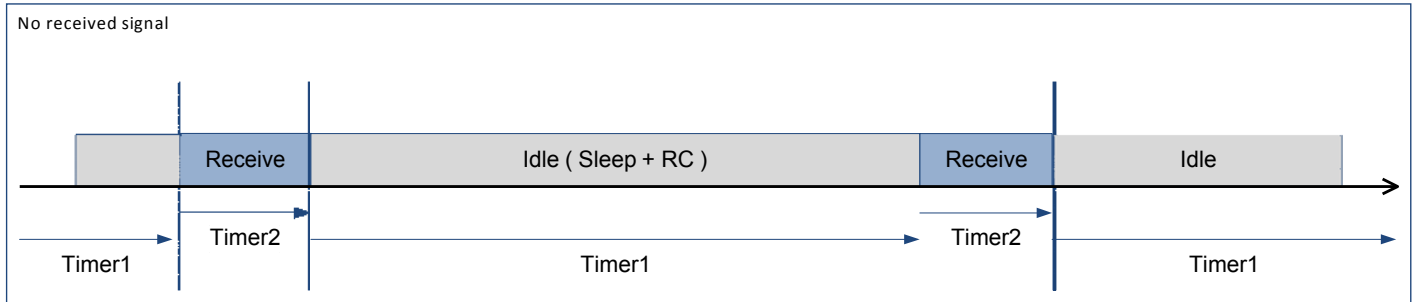 No received signal
Receive
Idle ( Sleep + RC )
Receive
Idle
Timer2
Timer2
Timer1
Timer1
Timer1